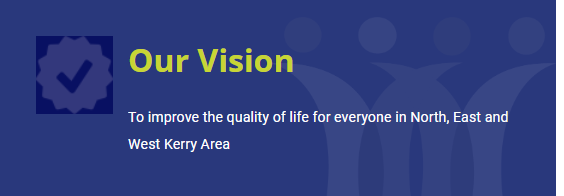 Our Vision
To improve the quality of life for everyone in North, East and
West Kerry Area